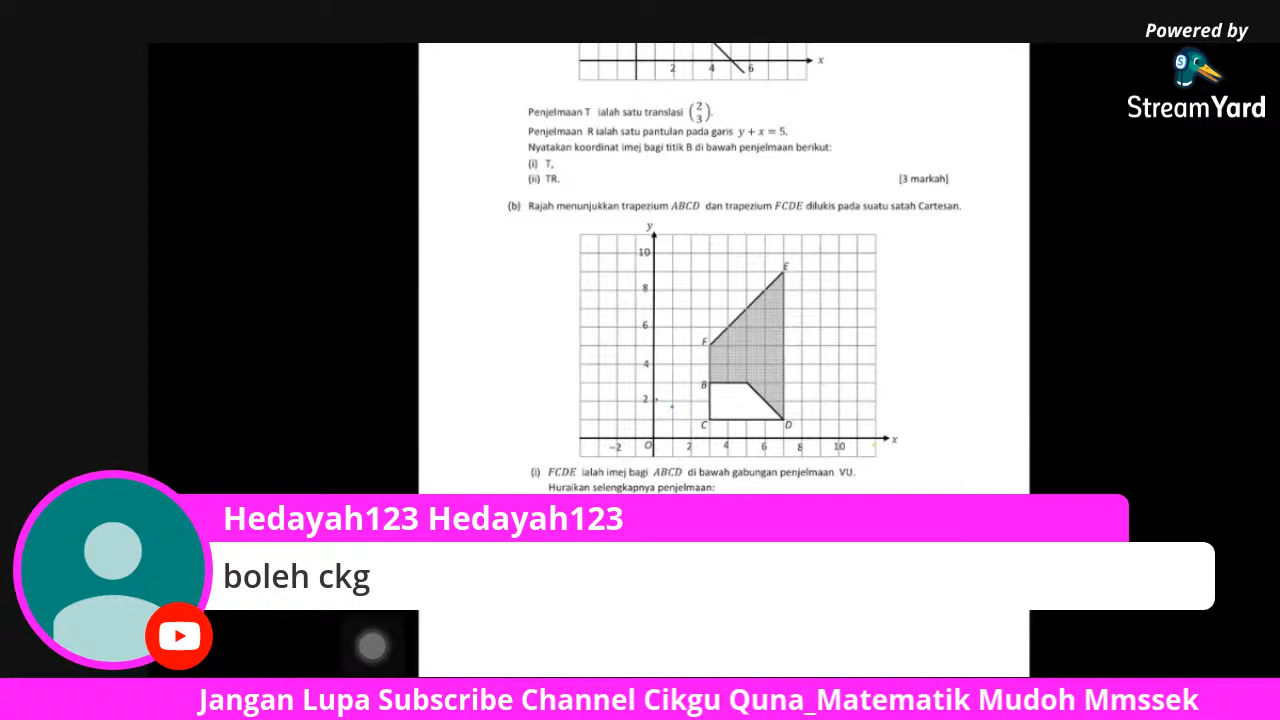 Powered by
StreamYard
2 4 6 x
Penjelmaan T ialah satu translasi (2 3).
Penjelmaan R ialah satu pantulan pada garis y + x = 5.
Nyatakan koordinat imej bagi titik B di bawah penjelmaan berikut:
(i) T,
(ii) TR. [3 markah]
(b) Rajah menunjukkan trapezium ABCD dan trapezium FCDE dilukis pada suatu satah Cartesan.
y
10
E
8
6
F
4
B
2
C D
x
−2 O 2 4 6 8 10
(i) FCDE ialah imej bagi ABCD di bawah gabungan penjelmaan VU.
Huraikan selengkapnya penjelmaan:
Hedayah123 Hedayah123
boleh ckg
Jangan Lupa Subscribe Channel Cikgu Quna_Matematik Mudoh Mmssek